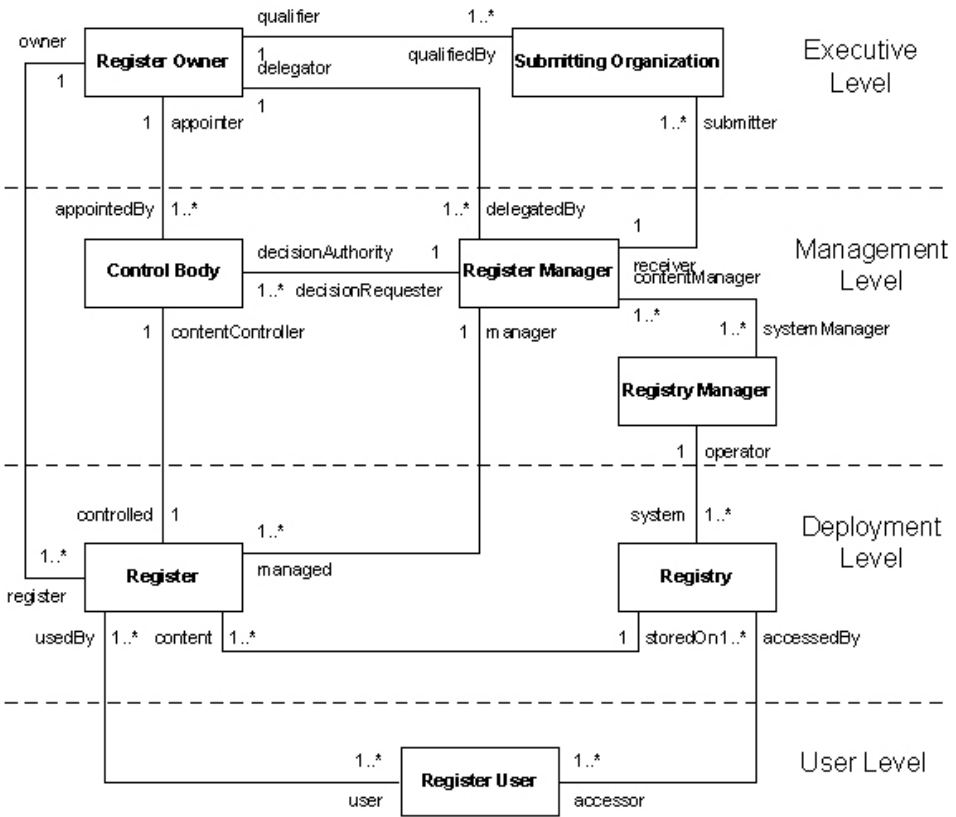 qualifier
1..*
owner
1
Register Owner
1
delegator
1
qualifiedBy
Submitting Organization
Executive
Level
1
appointer
1..*
submitter
appointedBy
1..*
1..*
delegatedBy
1
Control Body
decisionAuthority
1
1..*
decisionRequester
Register Manager
receiver
contentManager
1..*
Management
Level
1
contentController
1
manager
1..*
systemManager
Registry Manager
1
operator
controlled
1
1..*
managed
system
1..*
Deployment
Level
1..*
register
Register
Registry
usedBy
1..*
content
1..*
1
storedOn
1..*
accessedBy
1..*
user
Register User
1..*
accessor
User Level